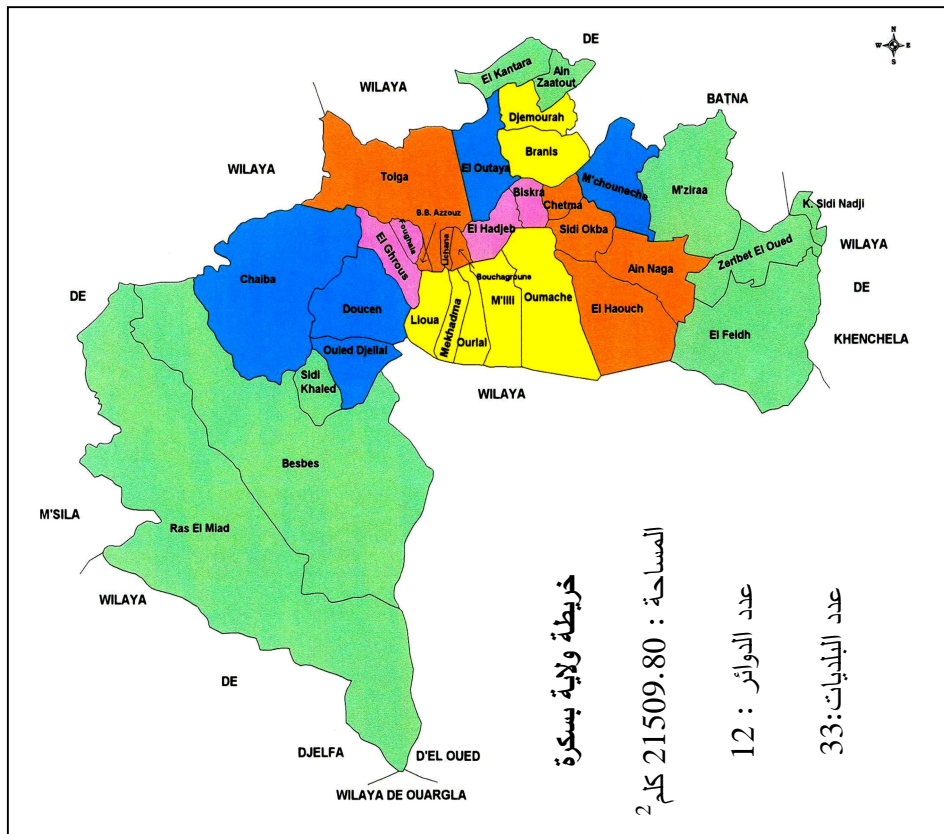 N
W E
S
DE
El Kantara
Ain
Zaatout
WILAYA
BATNA
Djemourah
Branis
WILAYA
Tolga
El Outaya
M'chounache
M'ziraa
Biskra
Chetma
K. Sidi Nadji
B.B. Azzouz
Foughala
El Hadjeb
Sidi Okba
Zeribet El Oued
WILAYA
El Ghrous
Lichana
Ain Naga
Chaiba
Bouchagroune
DE
DE
Doucen
Lioua
Mekhadma
Ourlal
M'lili
Oumache
El Haouch
El Feidh
KHENCHELA
Ouled Djellal
Sidi
Khaled
WILAYA
Besbes
M'SILA
Ras El Miad
WILAYA
DE
DJELFA
D'EL OUED
WILAYA DE OUARGLA
خريطة ولاية بسكرة
المساحة : 21509.80 كلم2
عدد الدوائر : 12
عدد البلديات:33